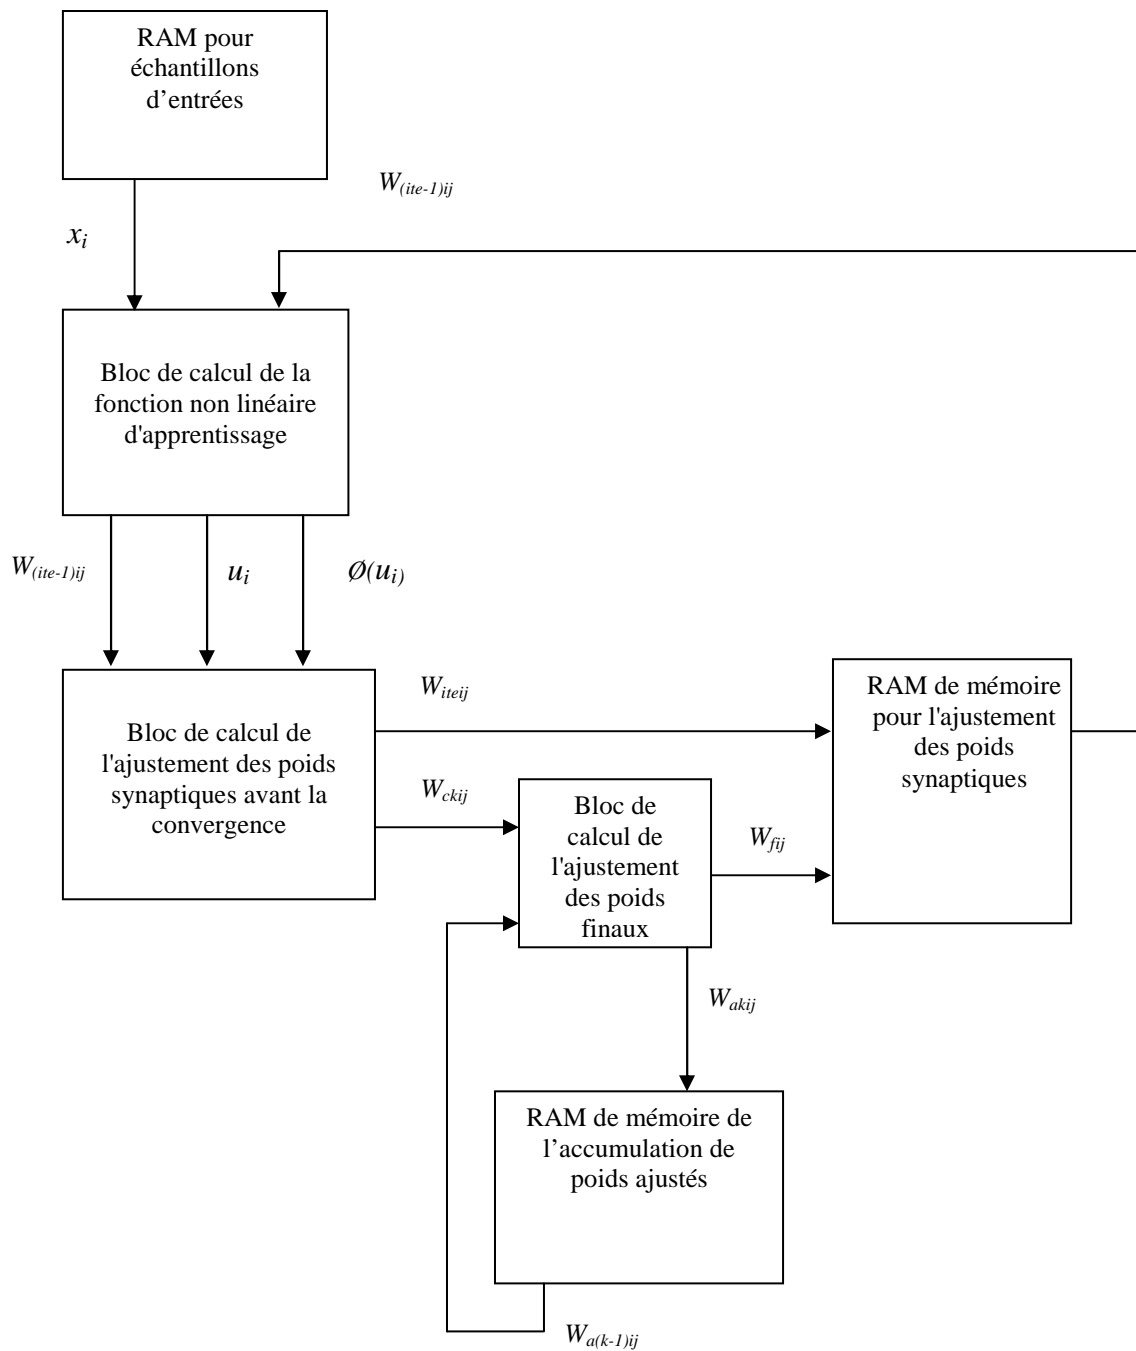 RAM pour
échantillons
d’entrées
W(ite-1)ij
xi
Bloc de calcul de la
fonction non linéaire
d'apprentissage
W(ite-1)ij
ui
Ø(ui)
Bloc de calcul de
l'ajustement des poids
synaptiques avant la
convergence
Witeij
RAM de mémoire
pour l'ajustement
des poids
synaptiques
Wckij
Bloc de
calcul de
l'ajustement
des poids
finaux
Wfij
Wakij
RAM de mémoire de
l’accumulation de
poids ajustés
Wa(k-1)ij